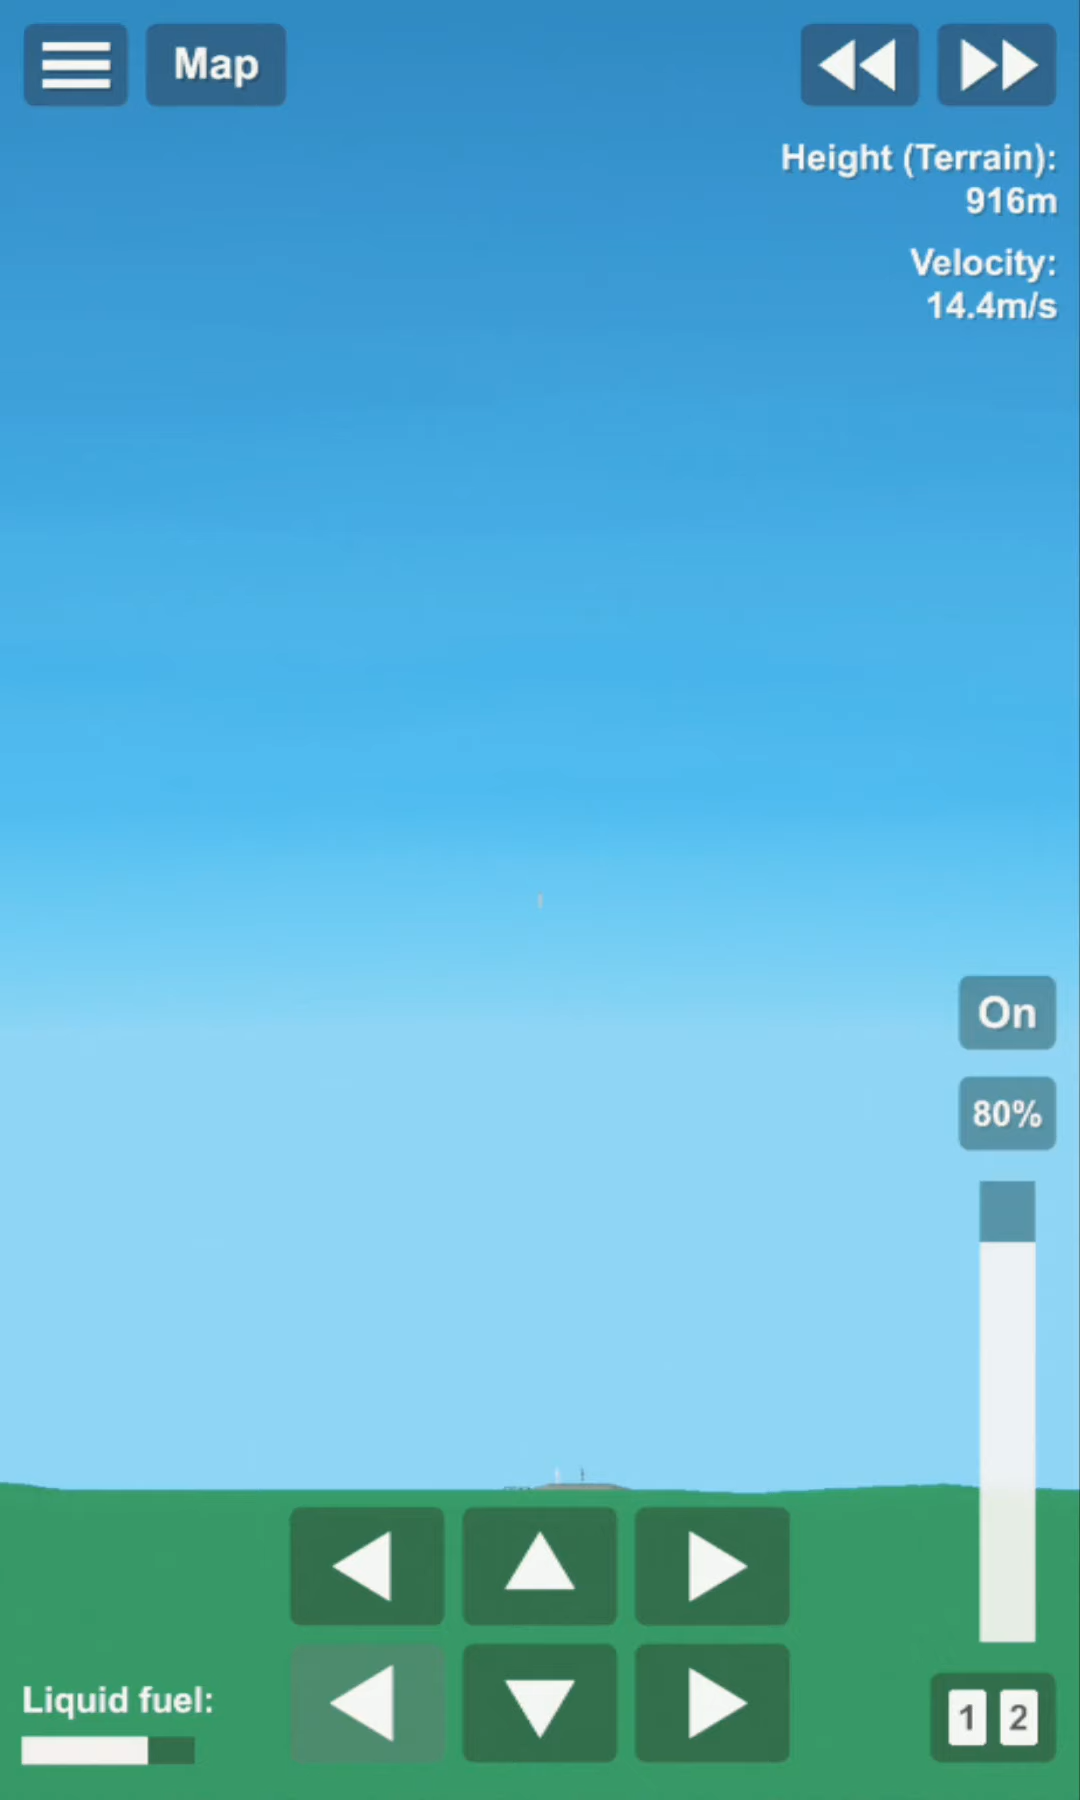 Map
Height (Terrain):
916m
Velocity:
14.4m/s
On
80%
Liquid fuel:
1 2